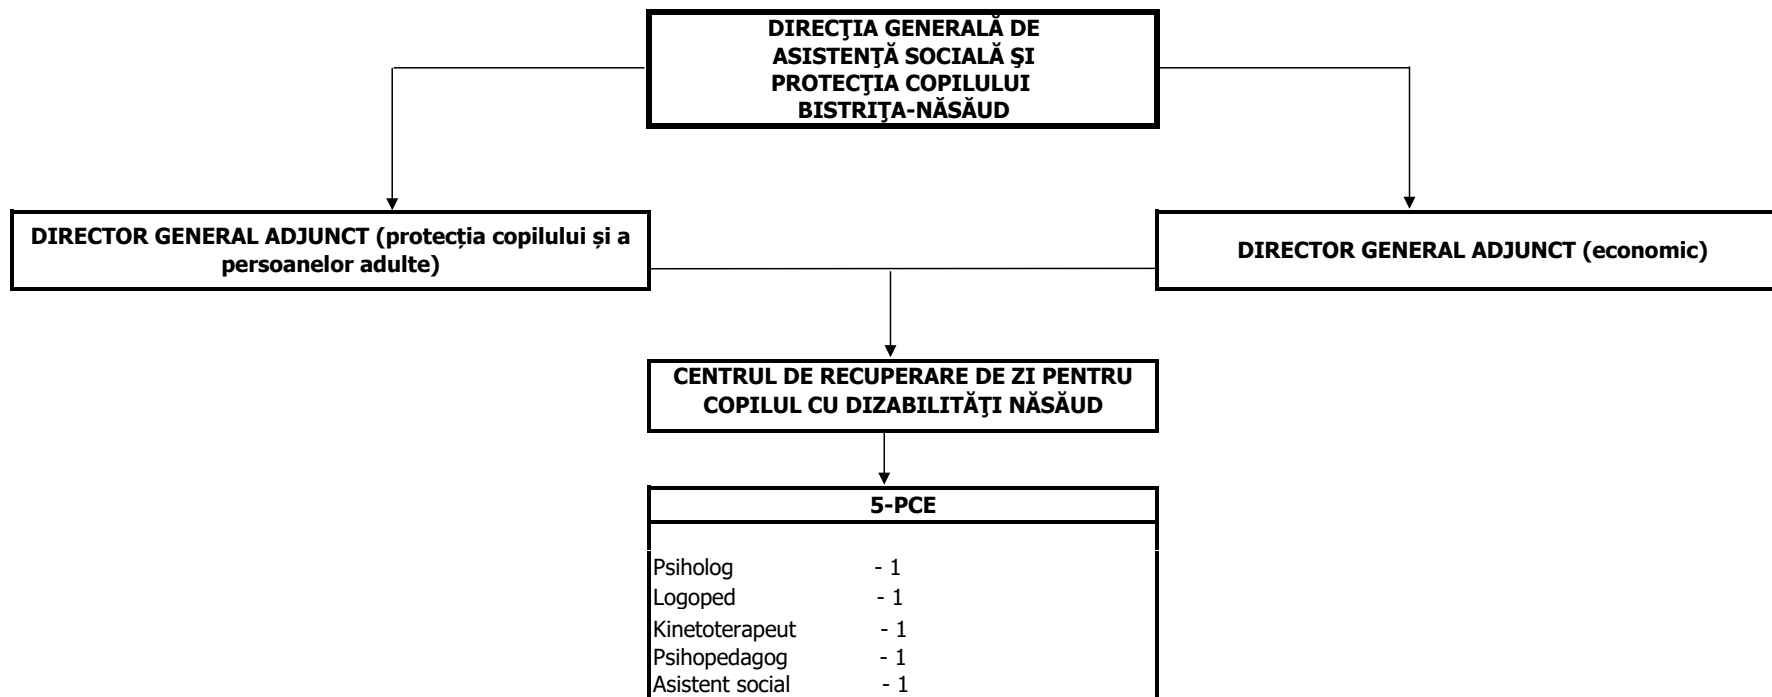 DIRECŢIA GENERALĂ DE
ASISTENŢĂ SOCIALĂ ŞI
PROTECŢIA COPILULUI
BISTRIŢA-NĂSĂUD
DIRECTOR GENERAL ADJUNCT (protecția copilului și a
persoanelor adulte)
DIRECTOR GENERAL ADJUNCT (economic)
CENTRUL DE RECUPERARE DE ZI PENTRU
COPILUL CU DIZABILITĂŢI NĂSĂUD
5-PCE
Psiholog - 1
Logoped - 1
Kinetoterapeut - 1
Psihopedagog - 1
Asistent social - 1